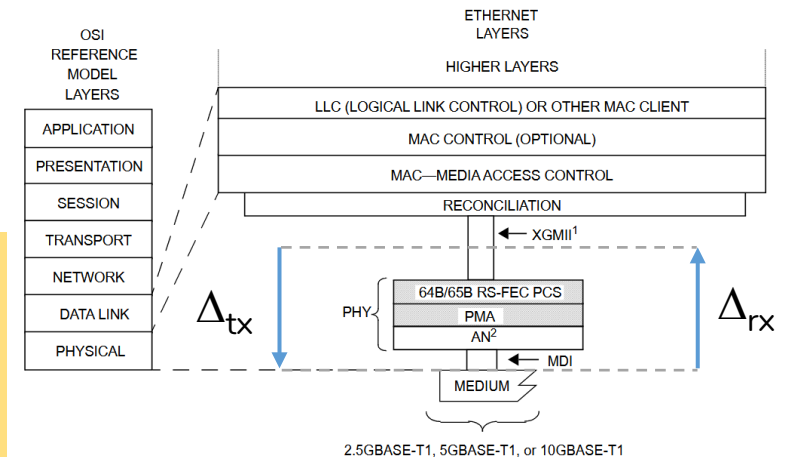 OSI
REFERENCE
MODEL
LAYERS
APPLICATION
PRESENTATION
SESSION
TRANSPORT
NETWORK
DATA LINK
PHYSICAL
ETHERNET
LAYERS
HIGHER LAYERS
LLC (LOGICAL LINK CONTROL) OR OTHER MAC CLIENT
MAC CONTROL (OPTIONAL)
MAC—MEDIA ACCESS CONTROL
RECONCILIATION
XGMII¹
Δtx
PHY
64B/65B RS-FEC PCS
PMA
AN²
MDI
MEDIUM
Δrx
2.5GBASE-T1, 5GBASE-T1, or 10GBASE-T1